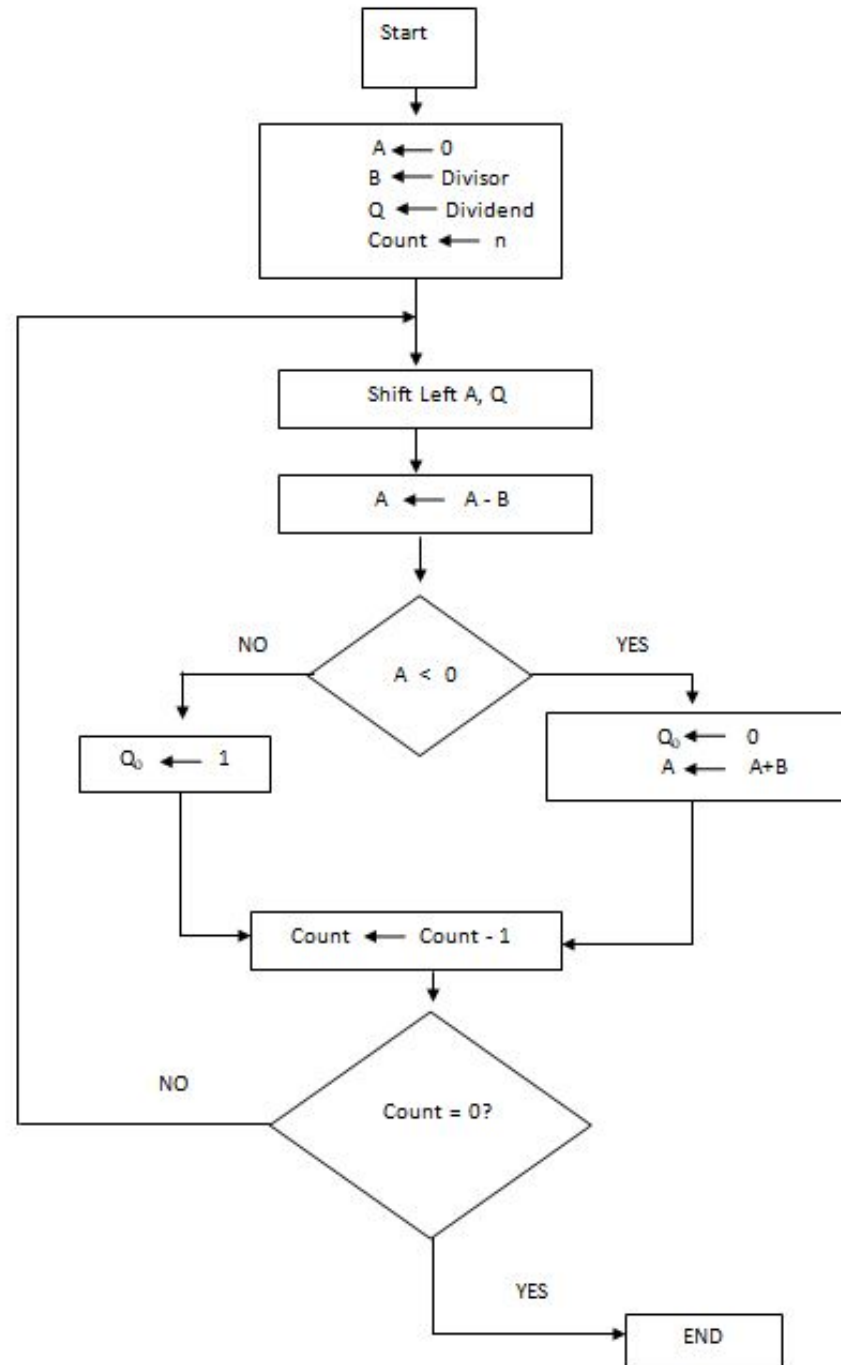 Start
A ← 0
B ← Divisor
Q ← Dividend
Count ← n
Shift Left A, Q
A ← A - B
NO
YES
A < 0
Q₀ ← 1
Q₀ ← 0
A ← A+B
Count ← Count - 1
NO
Count = 0?
YES
END